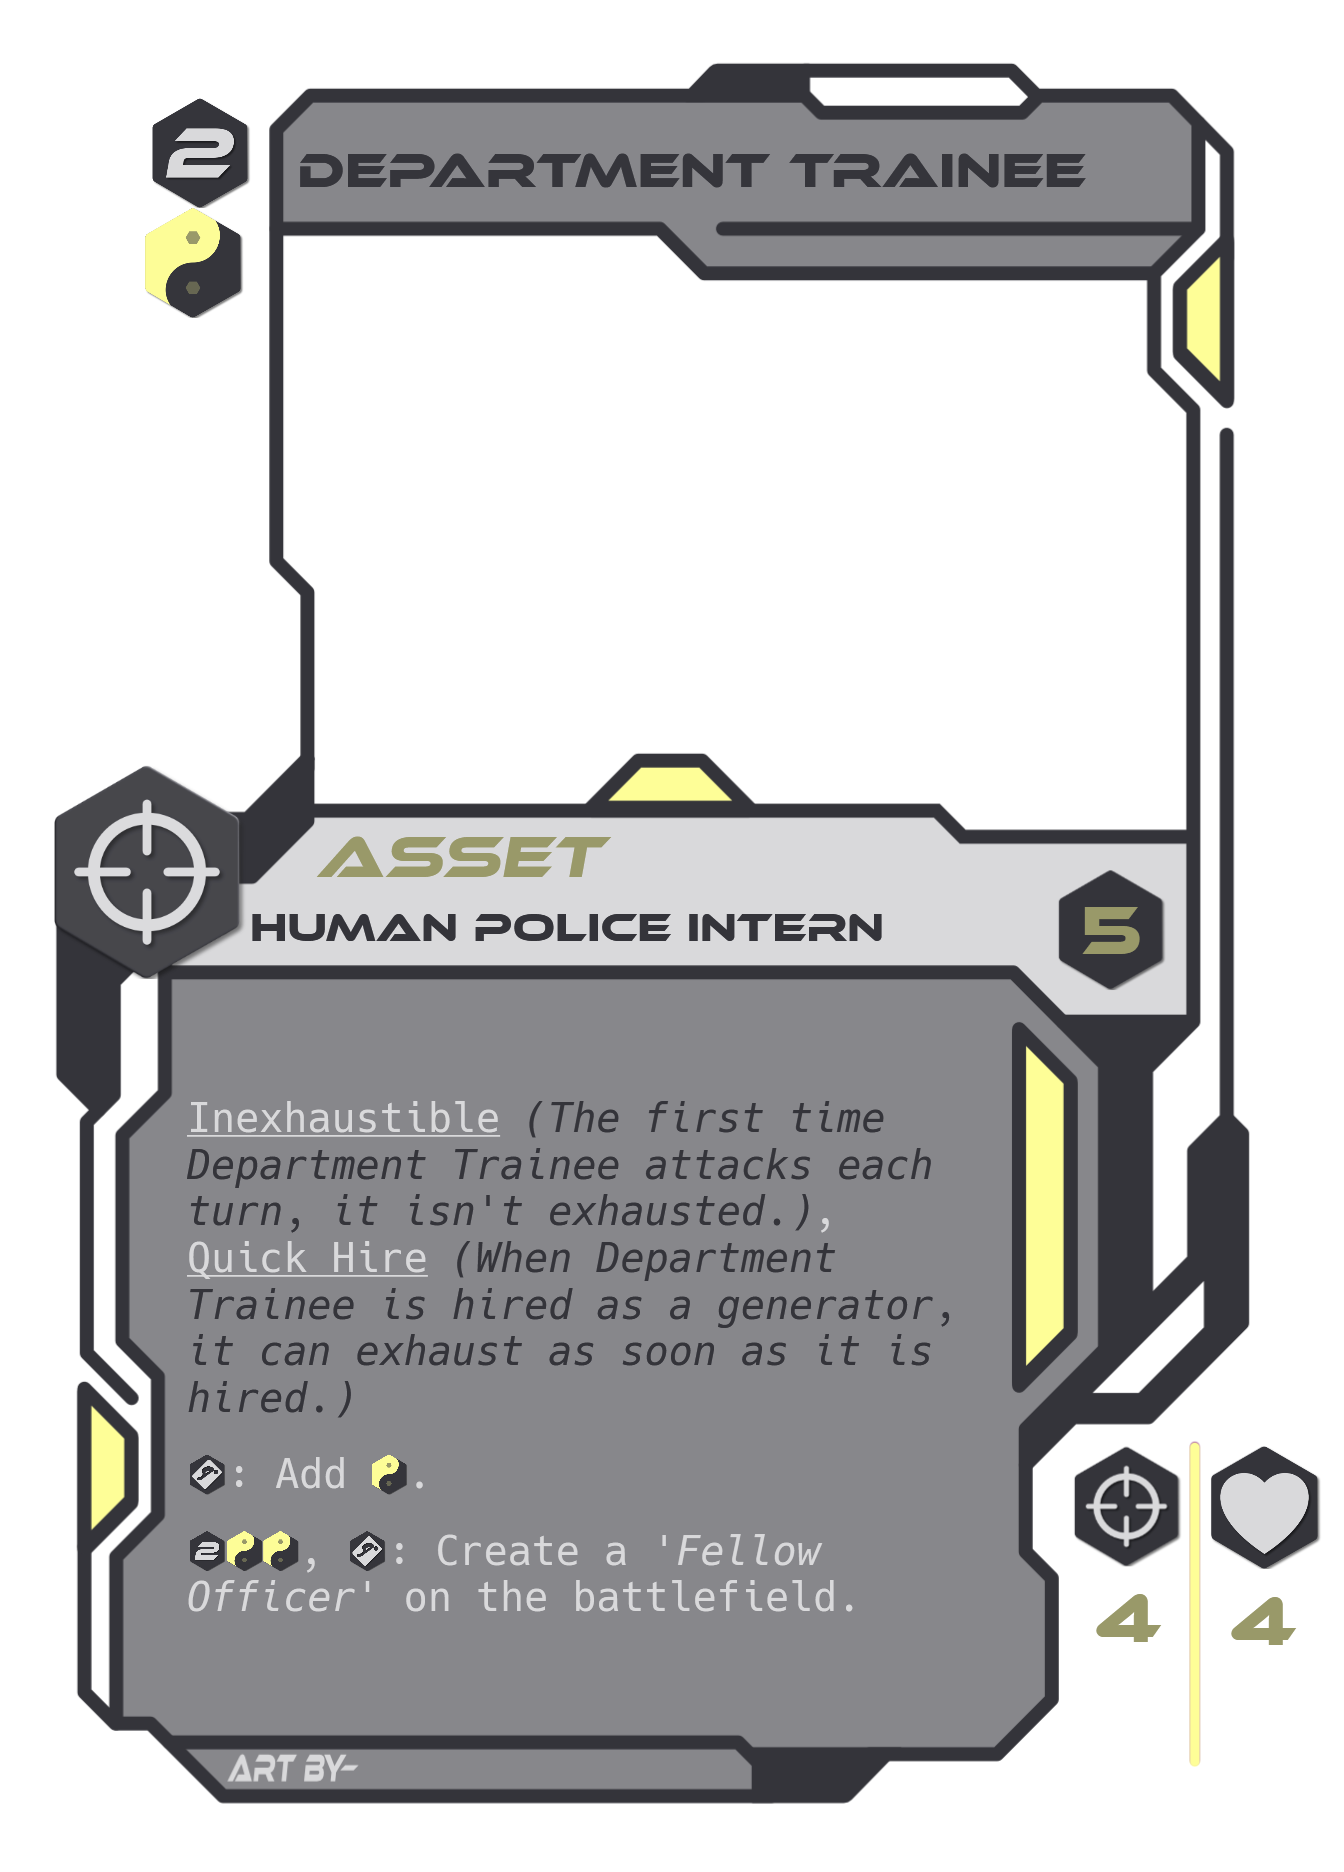 2
DEPARTMENT TRAINEE
ASSET
HUMAN POLICE INTERN
5
Inexhaustible (The first time
Department Trainee attacks each
turn, it isn't exhausted.),
Quick Hire (When Department
Trainee is hired as a generator,
it can exhaust as soon as it is
hired.)
: Add .
2, : Create a 'Fellow
Officer' on the battlefield.
4 4
ART BY-